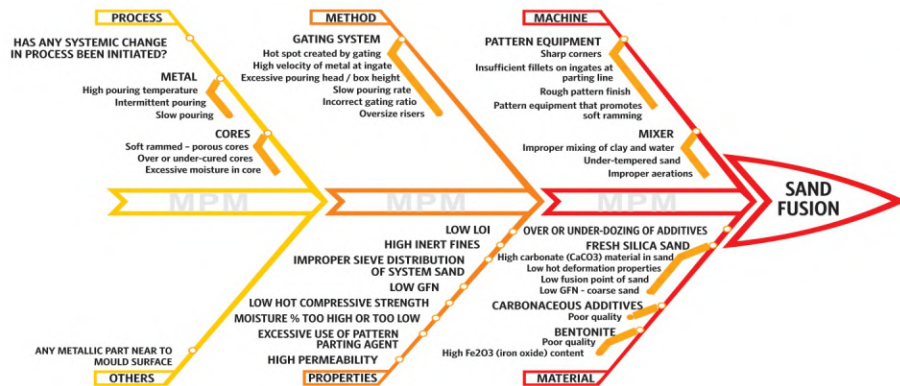 PROCESS
HAS ANY SYSTEMIC CHANGE
IN PROCESS BEEN INITIATED?
METAL
High pouring temperature
Intermittent pouring
Slow pouring
CORES
Soft rammed – porous cores
Over or under-cured cores
Excessive moisture in core
METHOD
GATING SYSTEM
Hot spot created by gating
High velocity of metal at ingate
Excessive pouring head / box height
Slow pouring rate
Incorrect gating ratio
Oversize risers
MACHINE
PATTERN EQUIPMENT
Sharp corners
Insufficient fillets on ingates at
parting line
Rough pattern finish
Pattern equipment that promotes
soft ramming
MIXER
Improper mixing of clay and water
Under-tempered sand
Improper aerations
MPM
MPM
MPM
SAND
FUSION
ANY METALLIC PART NEAR TO
MOULD SURFACE
OTHERS
LOW LOI
HIGH INERT FINES
IMPROPER SIEVE DISTRIBUTION
OF SYSTEM SAND
LOW GFN
LOW HOT COMPRESSIVE STRENGTH
MOISTURE % TOO HIGH OR TOO LOW
EXCESSIVE USE OF PATTERN
PARTING AGENT
HIGH PERMEABILITY
PROPERTIES
OVER OR UNDER-DOZING OF ADDITIVES
FRESH SILICA SAND
High carbonate (CaCO3) material in sand
Low hot deformation properties
Low fusion point of sand
Low GFN - coarse sand
CARBONACEOUS ADDITIVES
Poor quality
BENTONITE
Poor quality
High Fe2O3 (iron oxide) content
MATERIAL